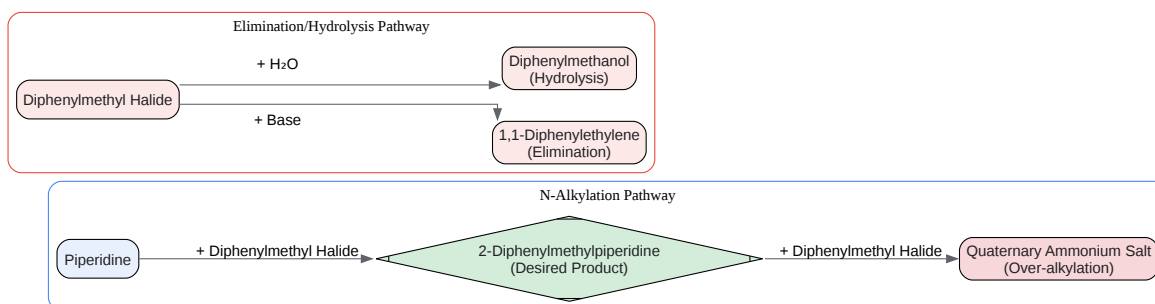 Elimination/Hydrolysis Pathway
Diphenylmethyl Halide
+ H₂O
Diphenylmethanol
(Hydrolysis)
+ Base
1,1-Diphenylethylene
(Elimination)
N-Alkylation Pathway
Piperidine
+ Diphenylmethyl Halide
2-Diphenylmethylpiperidine
(Desired Product)
+ Diphenylmethyl Halide
Quaternary Ammonium Salt
(Over-alkylation)